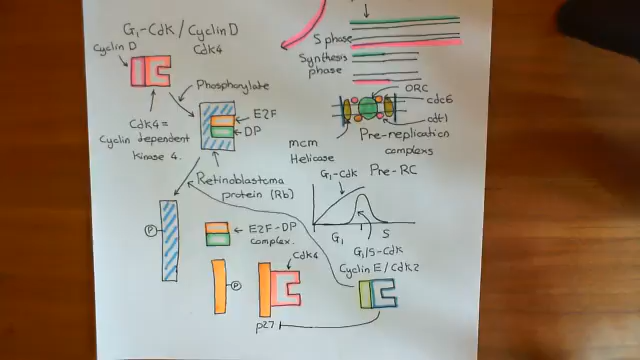 G1-Cdk / Cyclin D
Cdk4
Cyclin D
Phosphorylate
E2F
DP
Cdk4 =
Cyclin dependent
kinase 4.
Retinoblastoma
protein (Rb)
P
E2F-DP
complex.
P
Cdk4
p27
S phase
Synthesis
phase
ORC
cdc6
cdt1
mcm
Helicase
Pre-replication
complexs
Pre-RC
G1-Cdk
G1
S
G1/S-Cdk
Cyclin E/Cdk2